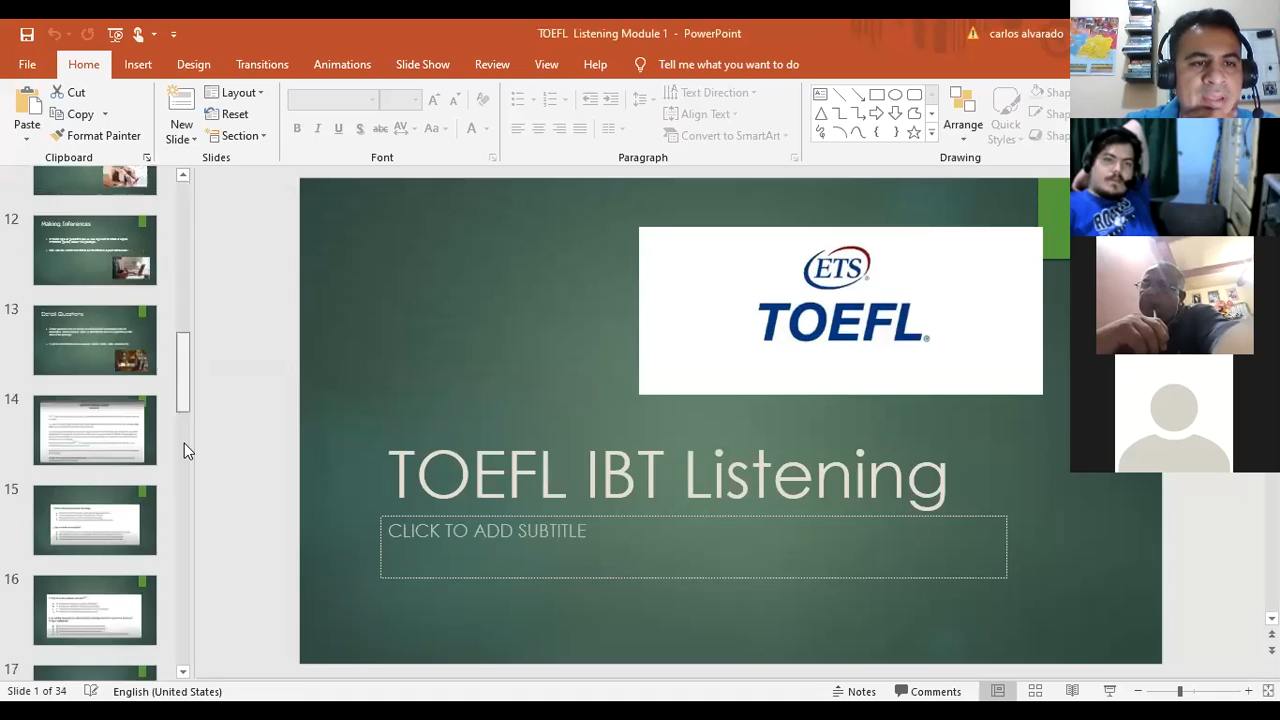 TOEFL Listening Module 1 - PowerPoint
carlos alvarado
File Home Insert Design Transitions Animations Slide Show Review View Help Tell me what you want to do
Paste
Cut
Copy
Format Painter
Clipboard
New
Slide
Layout
Reset
Section
Slides
B I U S abc AV Aa A
Font
Text Direction
Align Text
Convert to SmartArt
Paragraph
Arrange
Quick
Styles
Drawing
12
Making Inferences
13
Detail Questions
14
15
16
17
ETS
TOEFL®
TOEFL IBT Listening
CLICK TO ADD SUBTITLE
Slide 1 of 34
English (United States)
Notes
Comments